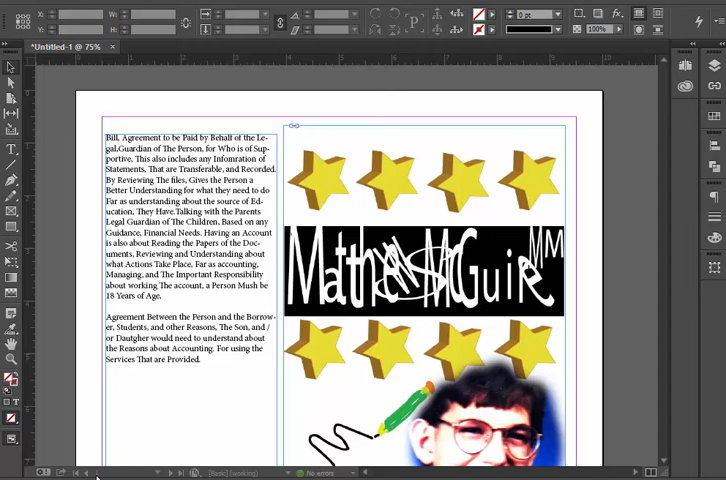 X:
W:
Y:
H:
0 pt
100%
*Untitled-1 @ 75%
Bill, Agreement to be Paid by Behalf of the Le-
gal,Guardian of The Person, for Who is of Sup-
portive, This also includes any Infomration of
Statements, That are Transferable, and Recorded.
By Reviewing The files, Gives the Person a
Better Understanding for what they need to do
Far as understanding about the source of Ed-
ucation, They Have.Talking with the Parents
Legal Guardian of The Children, Based on any
Guidance, Financial Needs. Having an Account
is also about Reading the Papers of the Doc-
uments, Reviewing and Understanding about
what Actions Take Place, Far as accounting,
Managing, and The Important Responsibility
about working The account, a Person Mush be
18 Years of Age,
Agreement Between the Person and the Borrow-
er, Students, and other Reasons, The Son, and /
or Dautgher would need to understand about
the Reasons about Accounting. For using the
Services That are Provided.
MM
[Basic] (working)
No errors